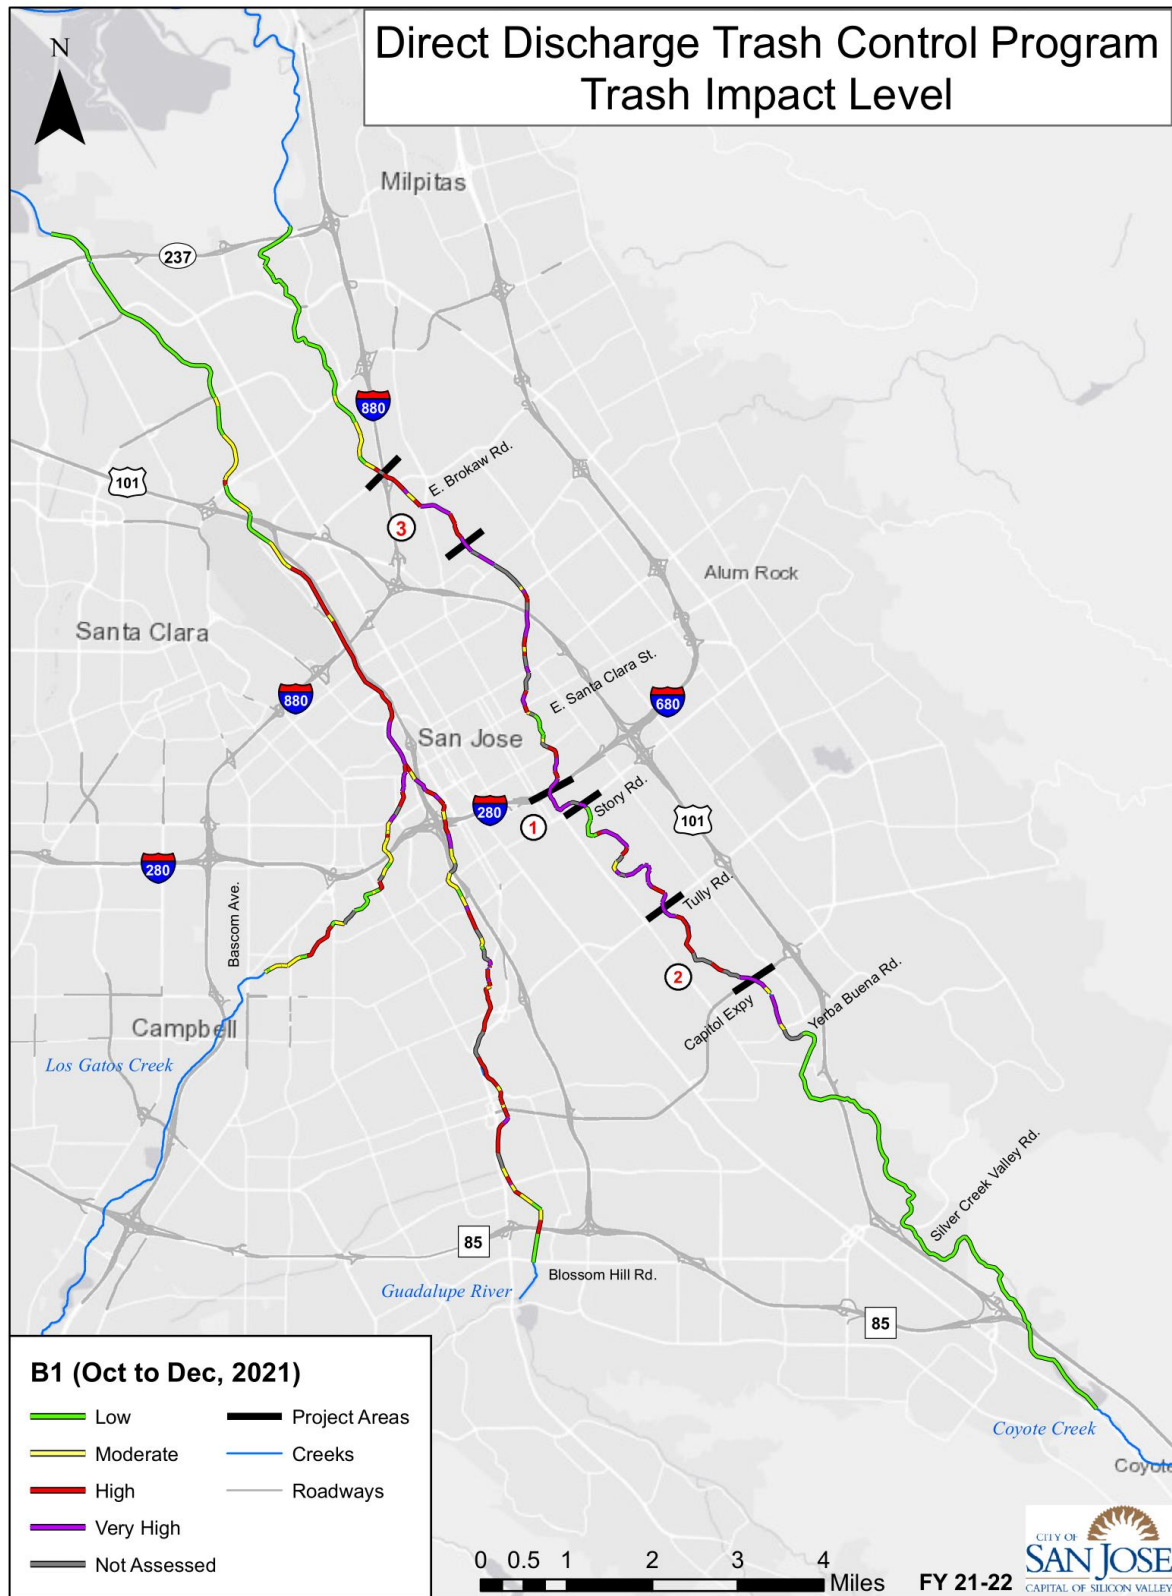 Direct Discharge Trash Control Program
Trash Impact Level
N
Milpitas
237
880
E. Brokaw Rd.
101
3
Alum Rock
Santa Clara
E. Santa Clara St.
880
680
San Jose
280
Story Rd.
1
101
280
Bascom Ave.
Tully Rd.
2
Capitol Expy
Yerba Buena Rd.
Campbell
Los Gatos Creek
Silver Creek Valley Rd.
85
Blossom Hill Rd.
Guadalupe River
85
Coyote Creek
Coyote
B1 (Oct to Dec, 2021)
Low
Project Areas
Moderate
Creeks
High
Roadways
Very High
Not Assessed
0 0.5 1 2 3 4
Miles
FY 21-22
CITY OF
SAN JOSE
CAPITAL OF SILICON VALLEY